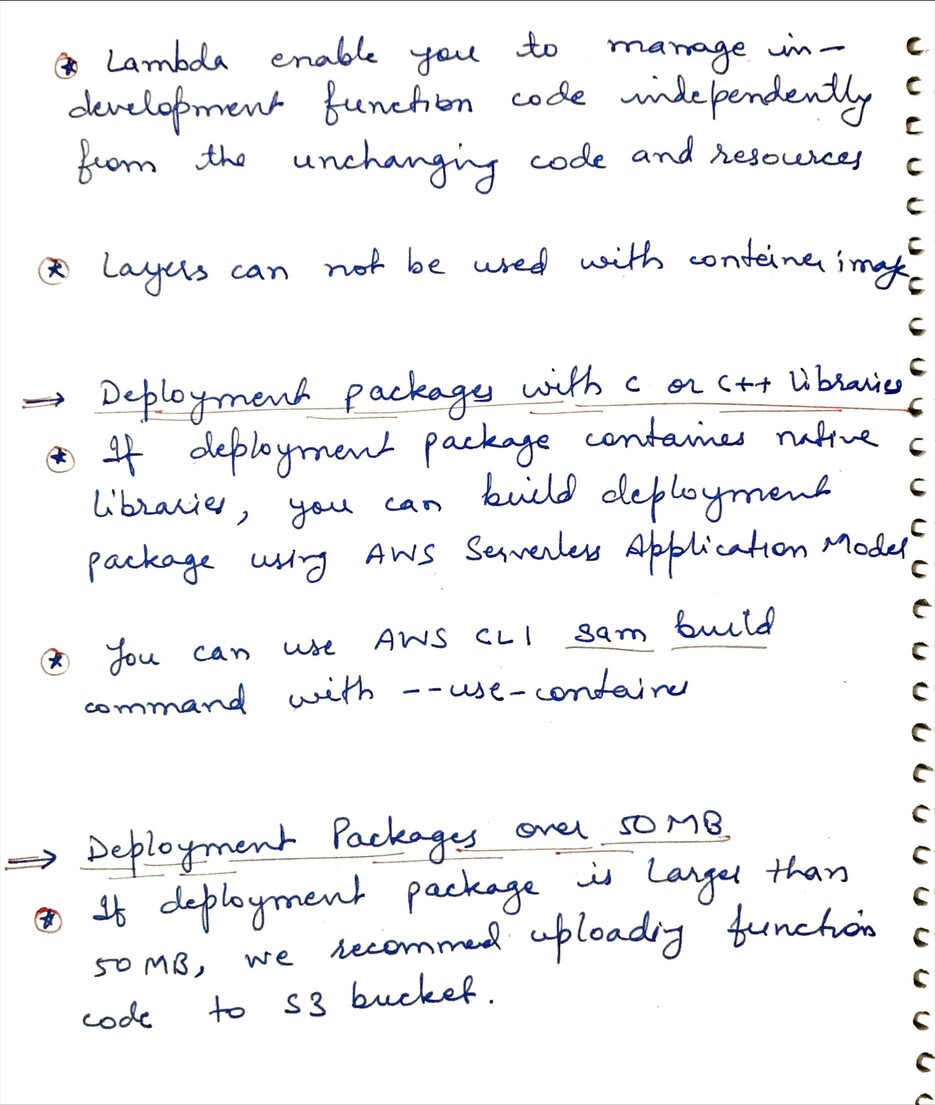 * Lambda enable you to manage in-
development function code independently
from the unchanging code and resources
* Layers can not be used with container image
⇒ Deployment packages with C or C++ libraries
* If deployment package containes native
libraries, you can build deployment
package using AWS Serverless Application Model
* You can use AWS CLI sam build
command with --use-container
⇒ Deployment Packages over 50 MB
* If deployment package is larger than
50 MB, we recommed uploadig function
code to S3 bucket.